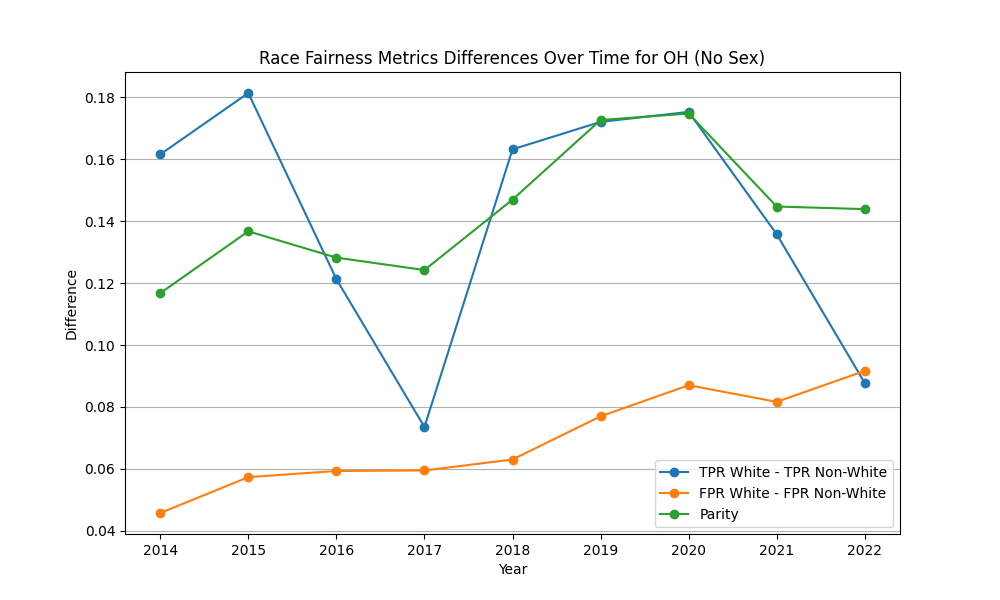 Race Fairness Metrics Differences Over Time for OH (No Sex)
Difference
0.18
0.16
0.14
0.12
0.10
0.08
0.06
0.04
TPR White - TPR Non-White
FPR White - FPR Non-White
Parity
2014 2015 2016 2017 2018 2019 2020 2021 2022
Year